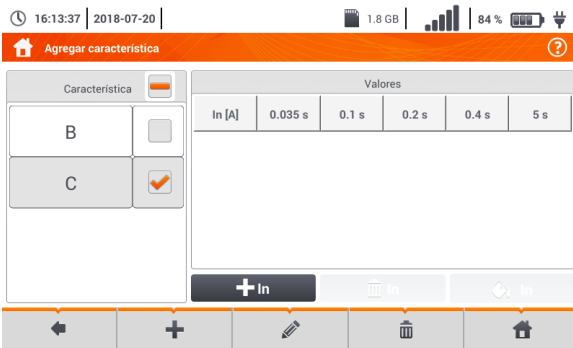 16:13:37 2018-07-20 1.8 GB 84 %
Agregar característica ?
Característica
B
C
Valores
In [A] 0.035 s 0.1 s 0.2 s 0.4 s 5 s
In In In